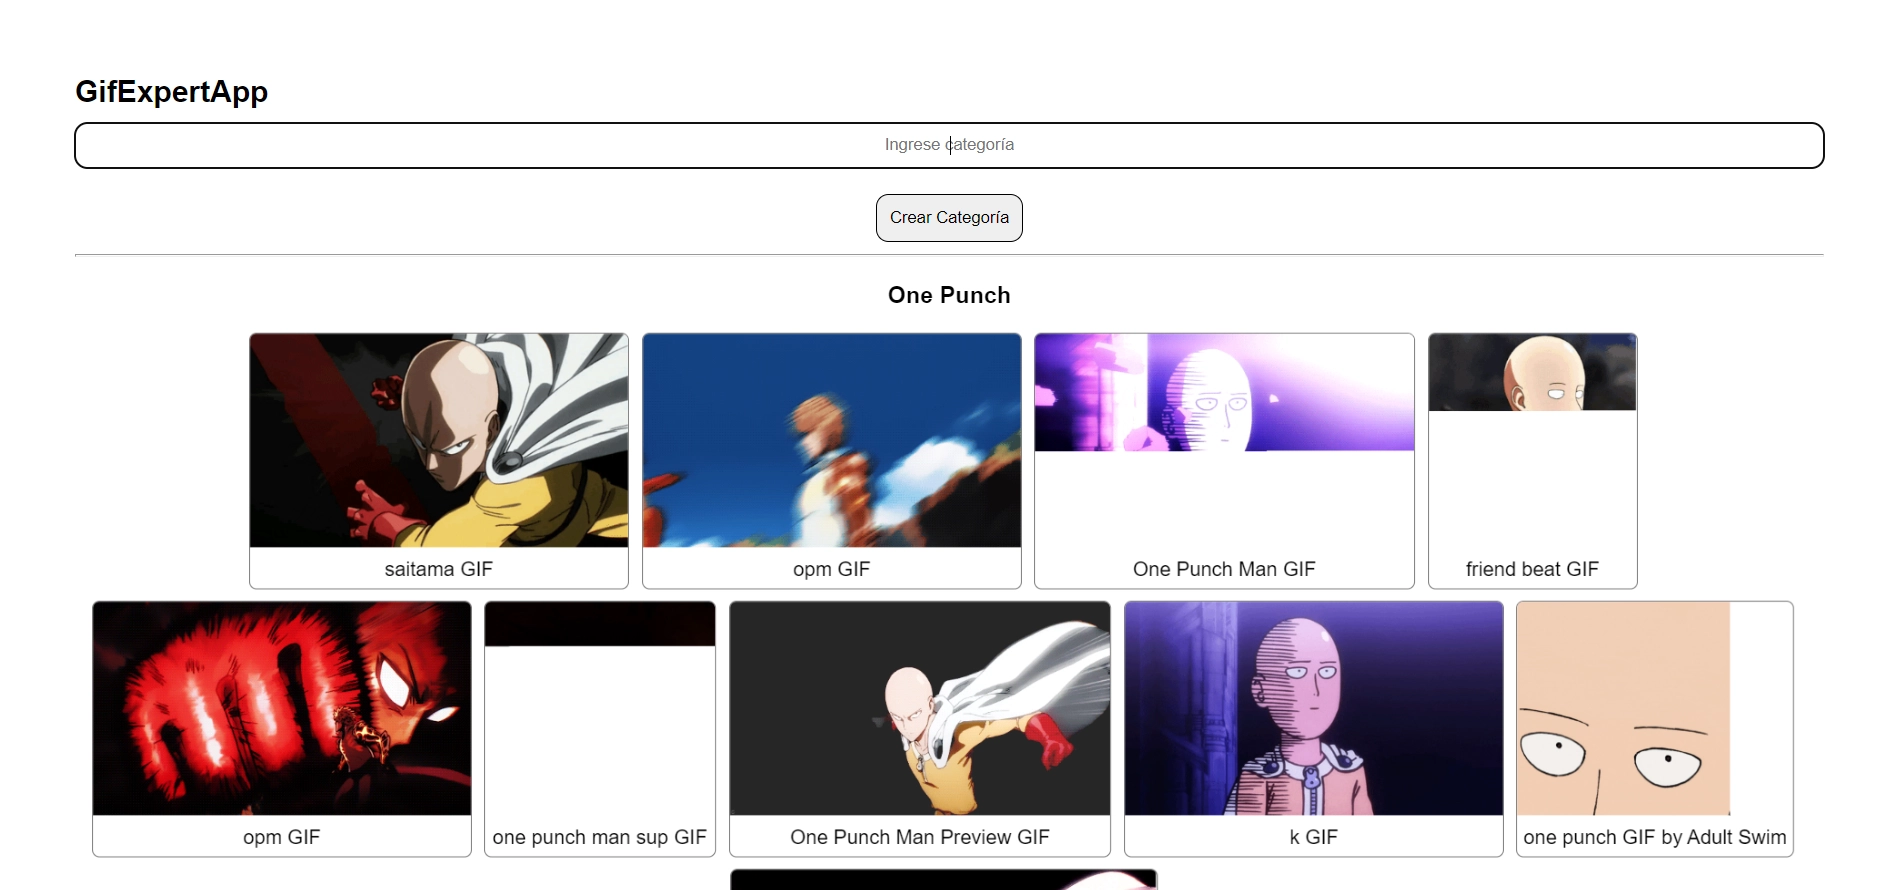 GifExpertApp
Ingrese categoría
Crear Categoría
One Punch
saitama GIF
opm GIF
One Punch Man GIF
friend beat GIF
opm GIF
one punch man sup GIF
One Punch Man Preview GIF
k GIF
one punch GIF by Adult Swim